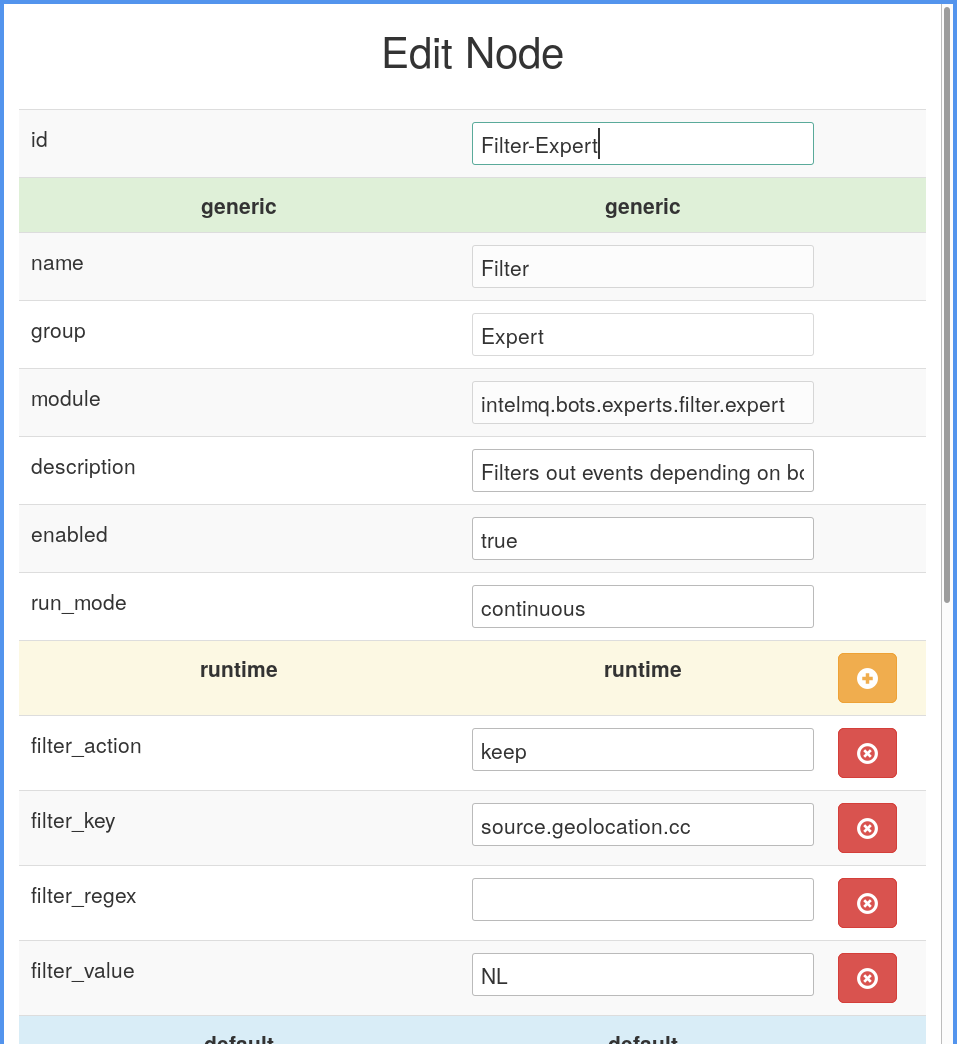 Edit Node
id Filter-Expert
generic generic
name Filter
group Expert
module intelmq.bots.experts.filter.expert
description Filters out events depending on bo
enabled true
run_mode continuous
runtime runtime
filter_action keep
filter_key source.geolocation.cc
filter_regex
filter_value NL
default default